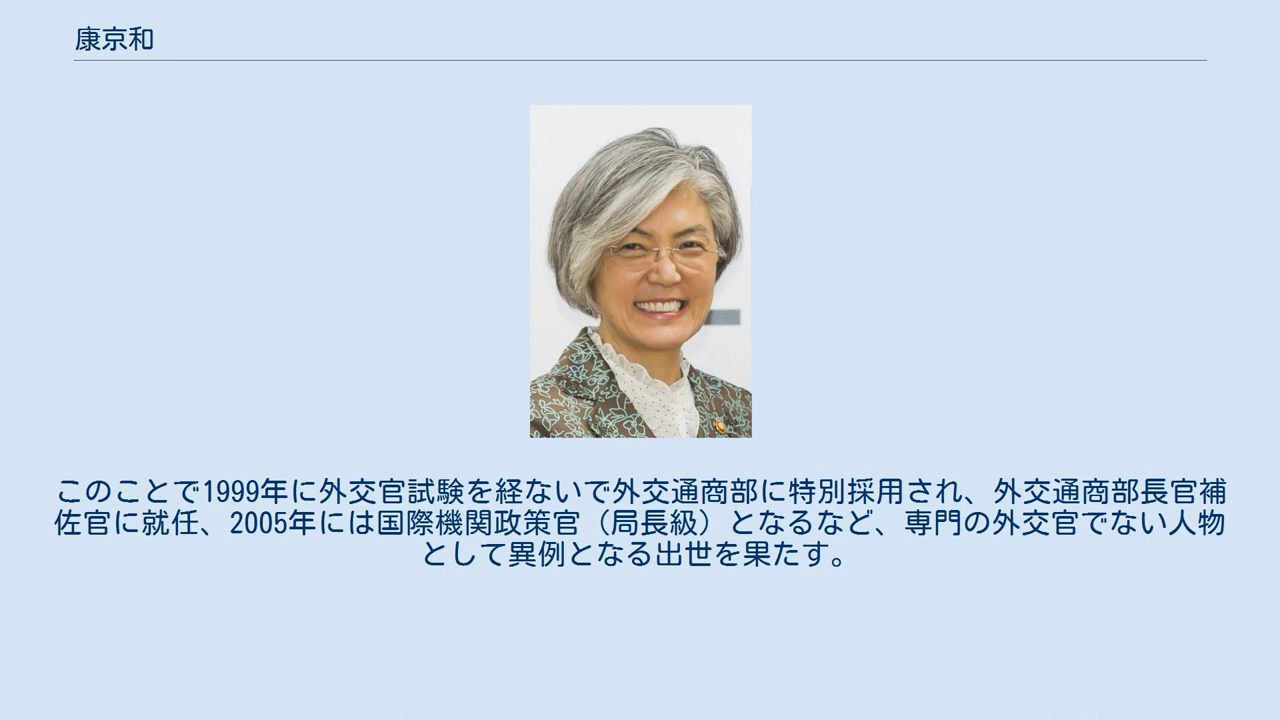 康京和
このことで1999年に外交官試験を経ないで外交通商部に特別採用され、外交通商部長官補
佐官に就任、2005年には国際機関政策官（局長級）となるなど、専門の外交官でない人物
として異例となる出世を果たす。